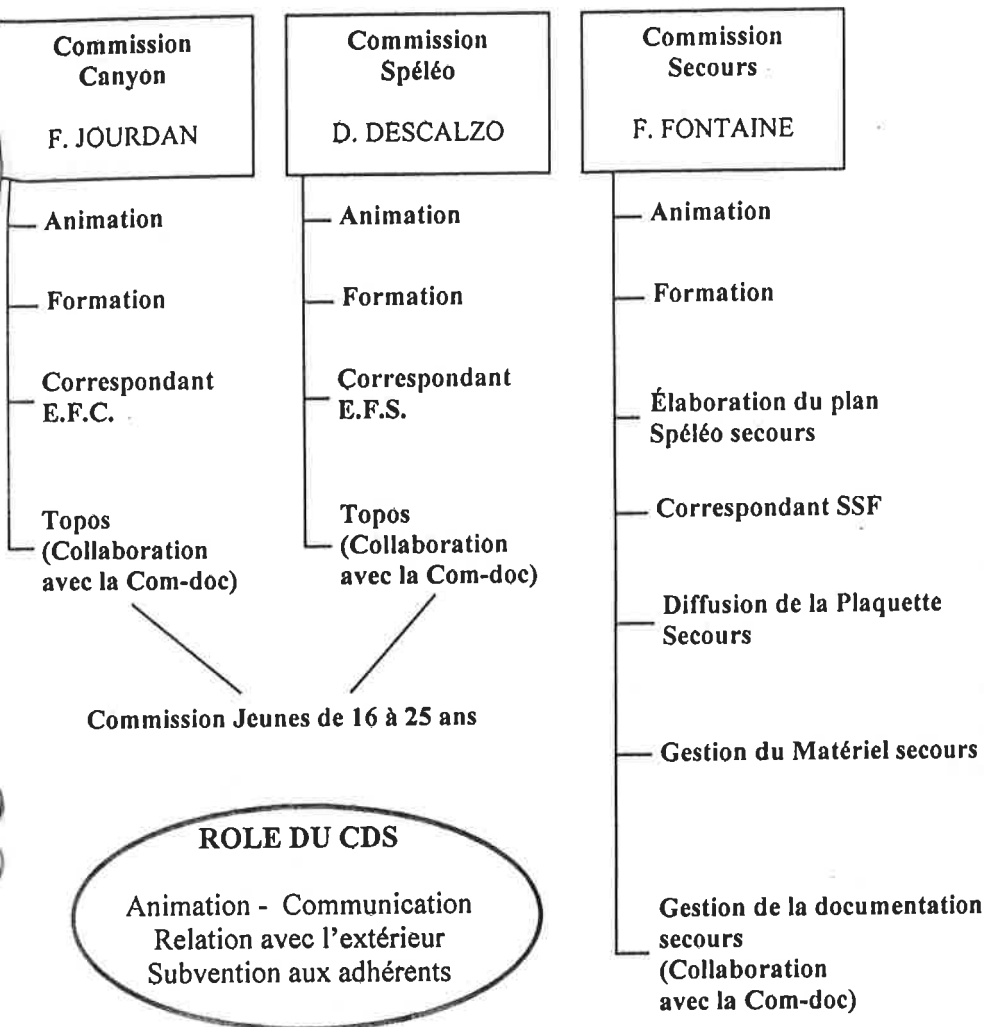 Commission
Canyon
F. JOURDAN
Animation
Formation
Correspondant
E.F.C.
Topos
(Collaboration
avec la Com-doc)
Commission
Spéléo
D. DESCALZO
Animation
Formation
Correspondant
E.F.S.
Topos
(Collaboration
avec la Com-doc)
Commission Jeunes de 16 à 25 ans
Commission
Secours
F. FONTAINE
Animation
Formation
Élaboration du plan
Spéléo secours
Correspondant SSF
Diffusion de la Plaquette
Secours
Gestion du Matériel secours
Gestion de la documentation
secours
(Collaboration
avec la Com-doc)
ROLE DU CDS
Animation - Communication
Relation avec l'extérieur
Subvention aux adhérents